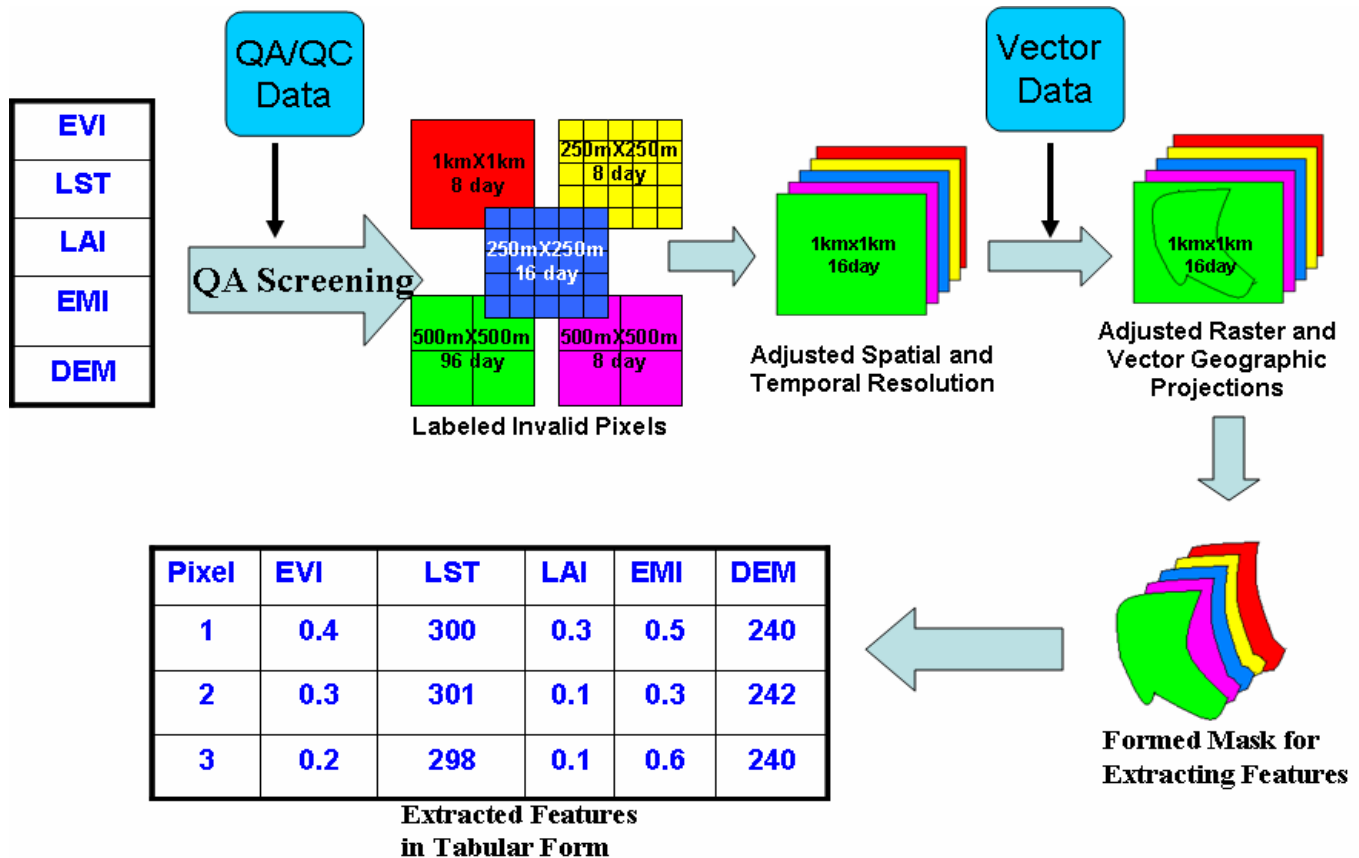 QA/QC
Data
Vector
Data
EVI
LST
LAI
EMI
DEM
QA Screening
1kmX1km
8 day
250mX250m
8 day
250mX250m
16 day
500mX500m
96 day
500mX500m
8 day
Labeled Invalid Pixels
1kmx1km
16day
Adjusted Spatial and
Temporal Resolution
1kmx1km
16day
Adjusted Raster and
Vector Geographic
Projections
Formed Mask for
Extracting Features
Pixel EVI LST LAI EMI DEM
1 0.4 300 0.3 0.5 240
2 0.3 301 0.1 0.3 242
3 0.2 298 0.1 0.6 240
Extracted Features
in Tabular Form